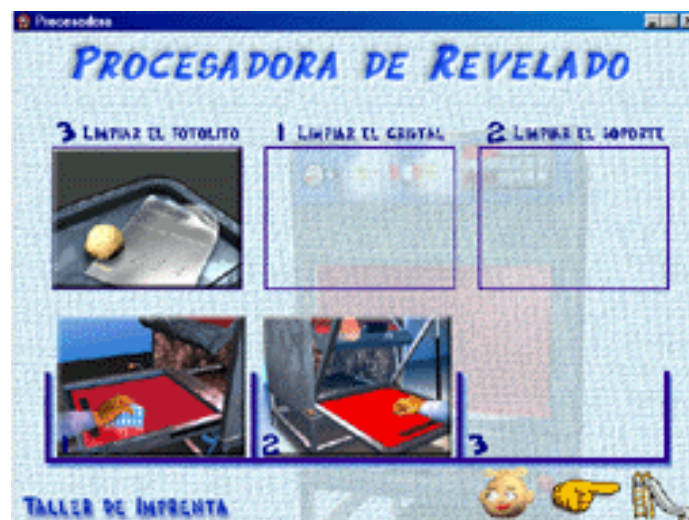 Procesadora
PROCESADORA DE REVELADO
3 LIMPIAR EL FOTOLITO
1 LIMPIAR EL CRISTAL
2 LIMPIAR EL SOPORTE
1
2
3
TALLER DE IMPRENTA